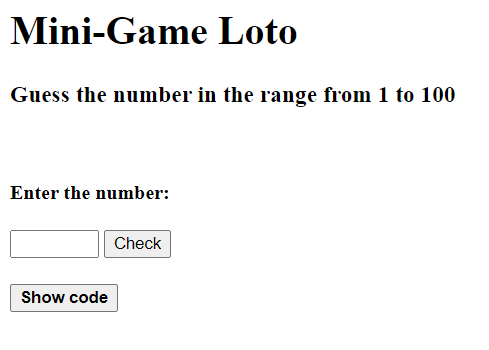 Mini-Game Loto
Guess the number in the range from 1 to 100
Enter the number:
Check
Show code